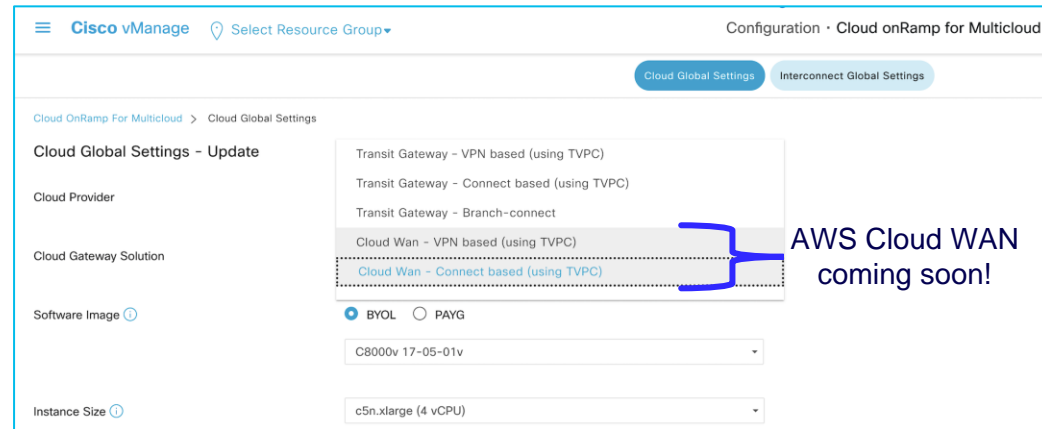 Cisco vManage
Select Resource Group
Configuration · Cloud onRamp for Multicloud
Cloud Global Settings
Interconnect Global Settings
Cloud OnRamp For Multicloud > Cloud Global Settings
Cloud Global Settings - Update
Transit Gateway - VPN based (using TVPC)
Transit Gateway - Connect based (using TVPC)
Cloud Provider
Transit Gateway - Branch-connect
Cloud Wan - VPN based (using TVPC)
Cloud Gateway Solution
Cloud Wan - Connect based (using TVPC)
AWS Cloud WAN
coming soon!
Software Image
BYOL
PAYG
C8000v 17-05-01v
Instance Size
c5n.xlarge (4 vCPU)